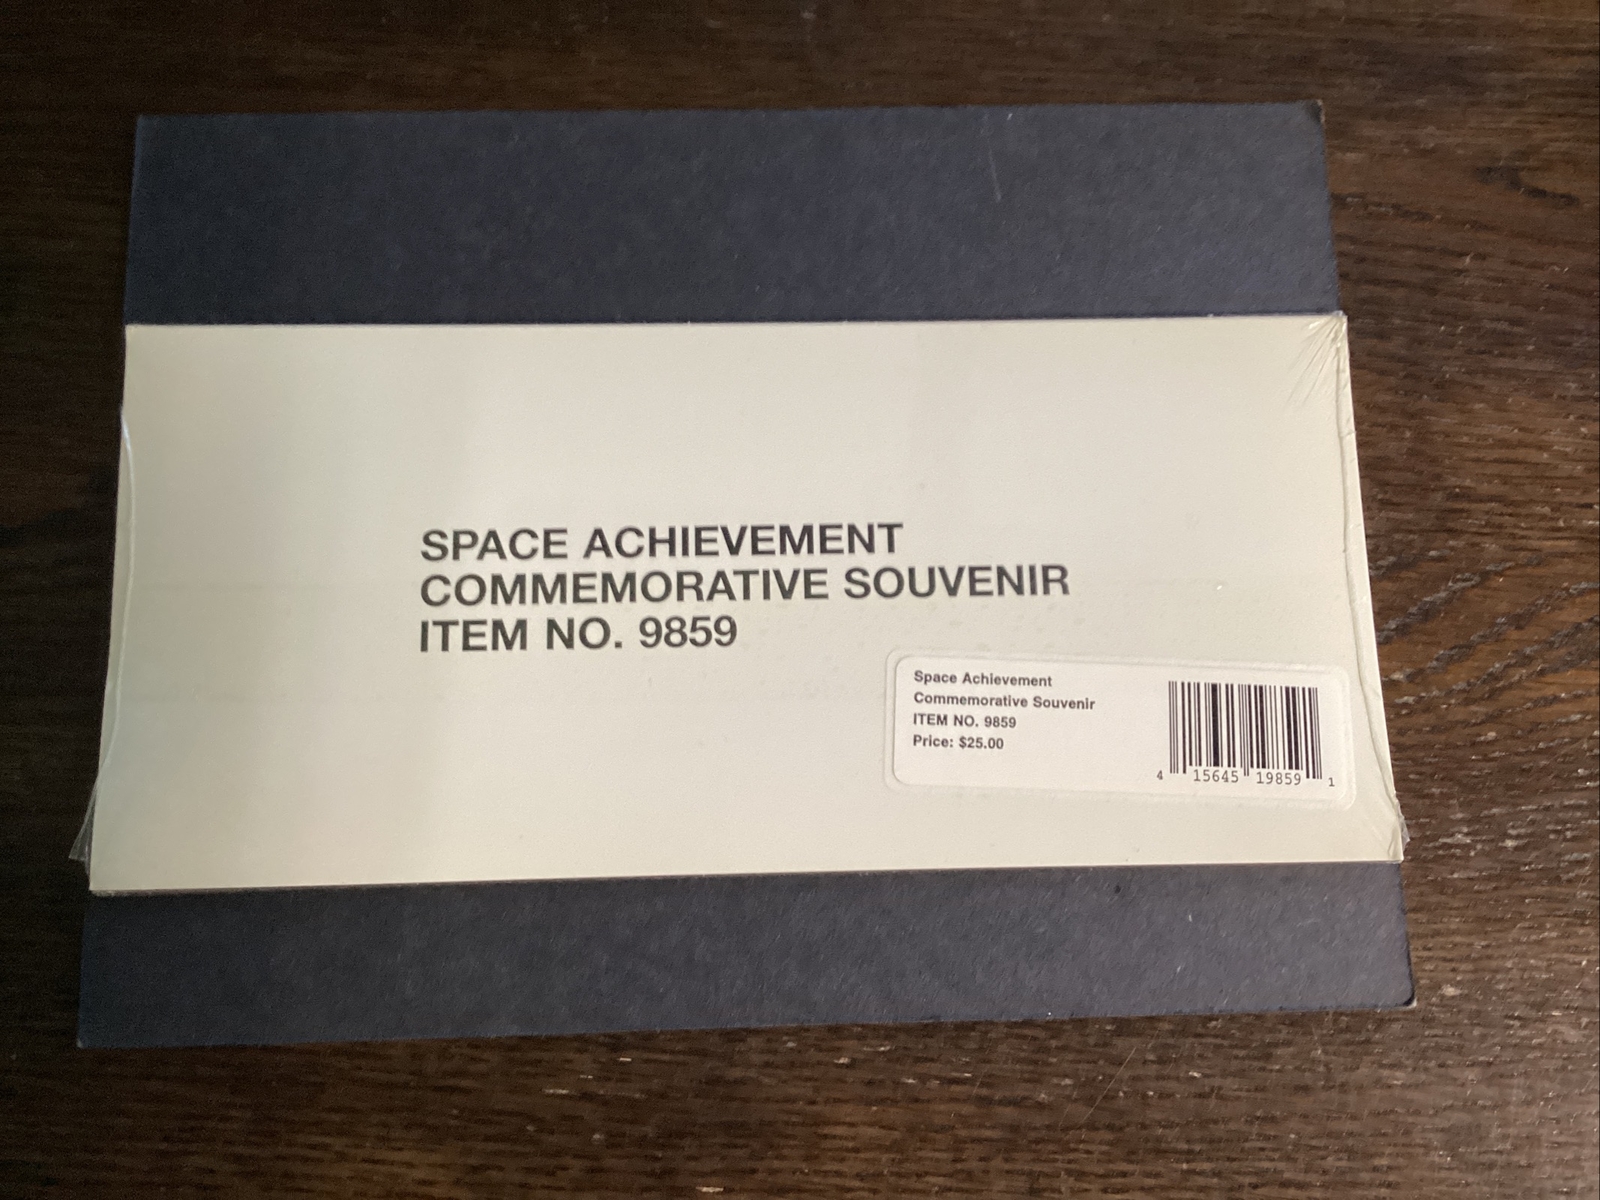 SPACE ACHIEVEMENT
COMMEMORATIVE SOUVENIR
ITEM NO. 9859
Space Achievement
Commemorative Souvenir
ITEM NO. 9859
Price: $25.00
4 15645 19859 1